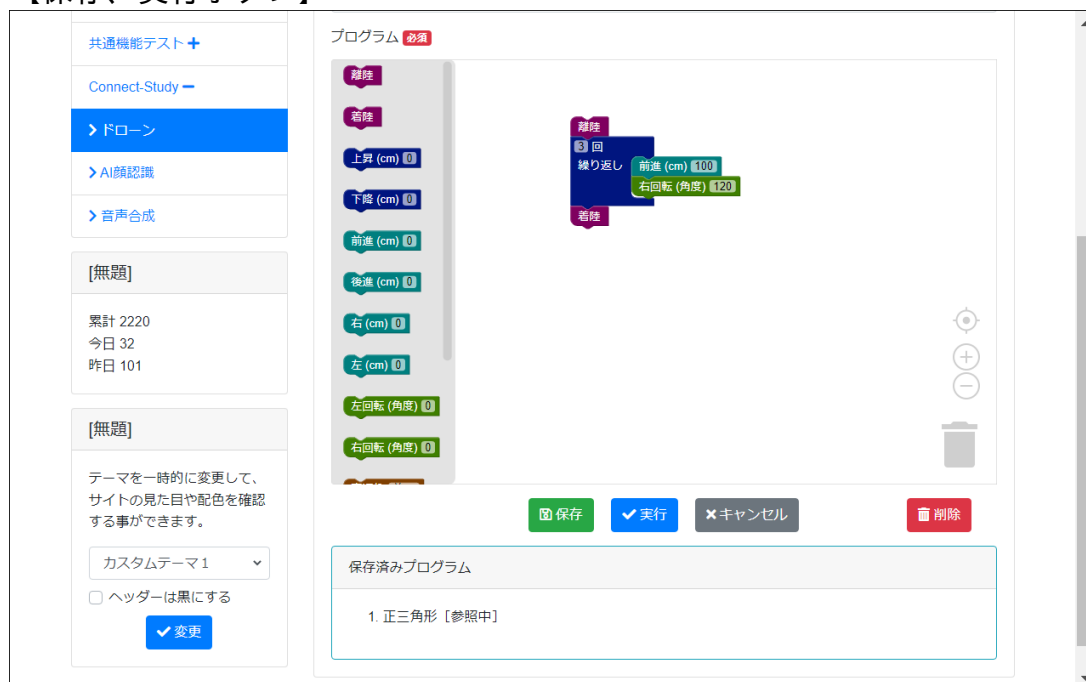 共通機能テスト
Connect-Study
ドローン
AI顔認識
音声合成
[無題]
累計 2220
今日 32
昨日 101
[無題]
テーマを一時的に変更して、
サイトの見た目や配色を確認
する事ができます。
カスタムテーマ1
ヘッダーは黒にする
変更
プログラム 必須
離陸
着陸
上昇 (cm) 0
下降 (cm) 0
前進 (cm) 0
後進 (cm) 0
右 (cm) 0
左 (cm) 0
左回転 (角度) 0
右回転 (角度) 0
離陸
3 回
繰り返し 前進 (cm) 100
右回転 (角度) 120
着陸
保存 実行 キャンセル 削除
保存済みプログラム
1. 正三角形 [参照中]